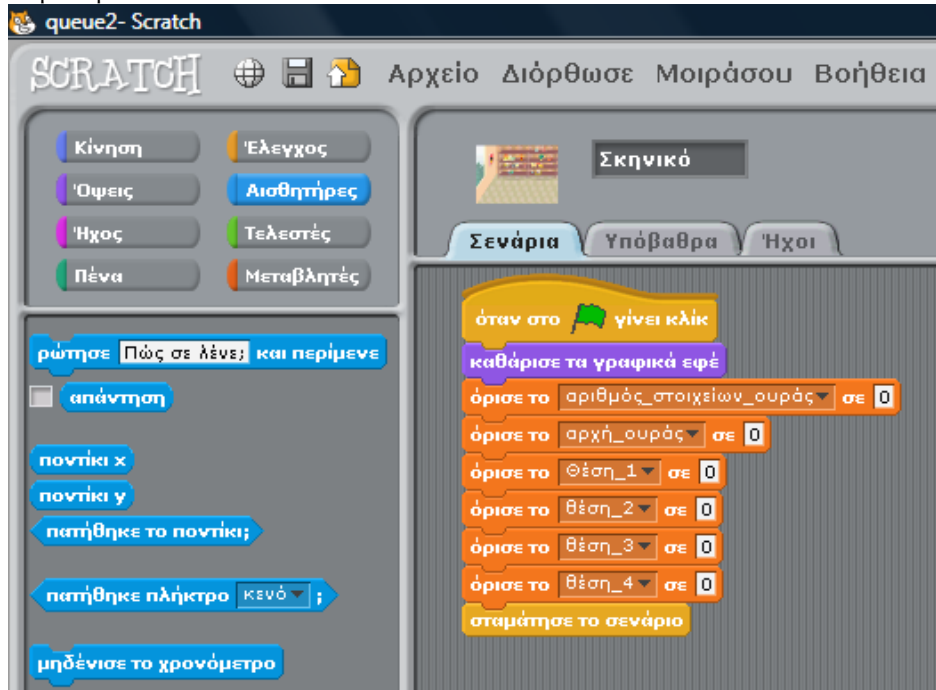 queue2- Scratch
SCRATCH Αρχείο Διόρθωσε Μοιράσου Βοήθεια
Κίνηση Έλεγχος
Όψεις Αισθητήρες
Ήχος Τελεστές
Πένα Μεταβλητές
Σκηνικό
Σενάρια Υπόβαθρα Ήχοι
ρώτησε Πώς σε λένε; και περίμενε
απάντηση
ποντίκι x
ποντίκι y
πατήθηκε το ποντίκι;
πατήθηκε πλήκτρο κενό ;
μηδένισε το χρονόμετρο
όταν στο γίνει κλίκ
καθάρισε τα γραφικά εφέ
όρισε το αριθμός_στοιχείων_ουράς σε 0
όρισε το αρχή_ουράς σε 0
όρισε το Θέση_1 σε 0
όρισε το θέση_2 σε 0
όρισε το θέση_3 σε 0
όρισε το θέση_4 σε 0
σταμάτησε το σενάριο